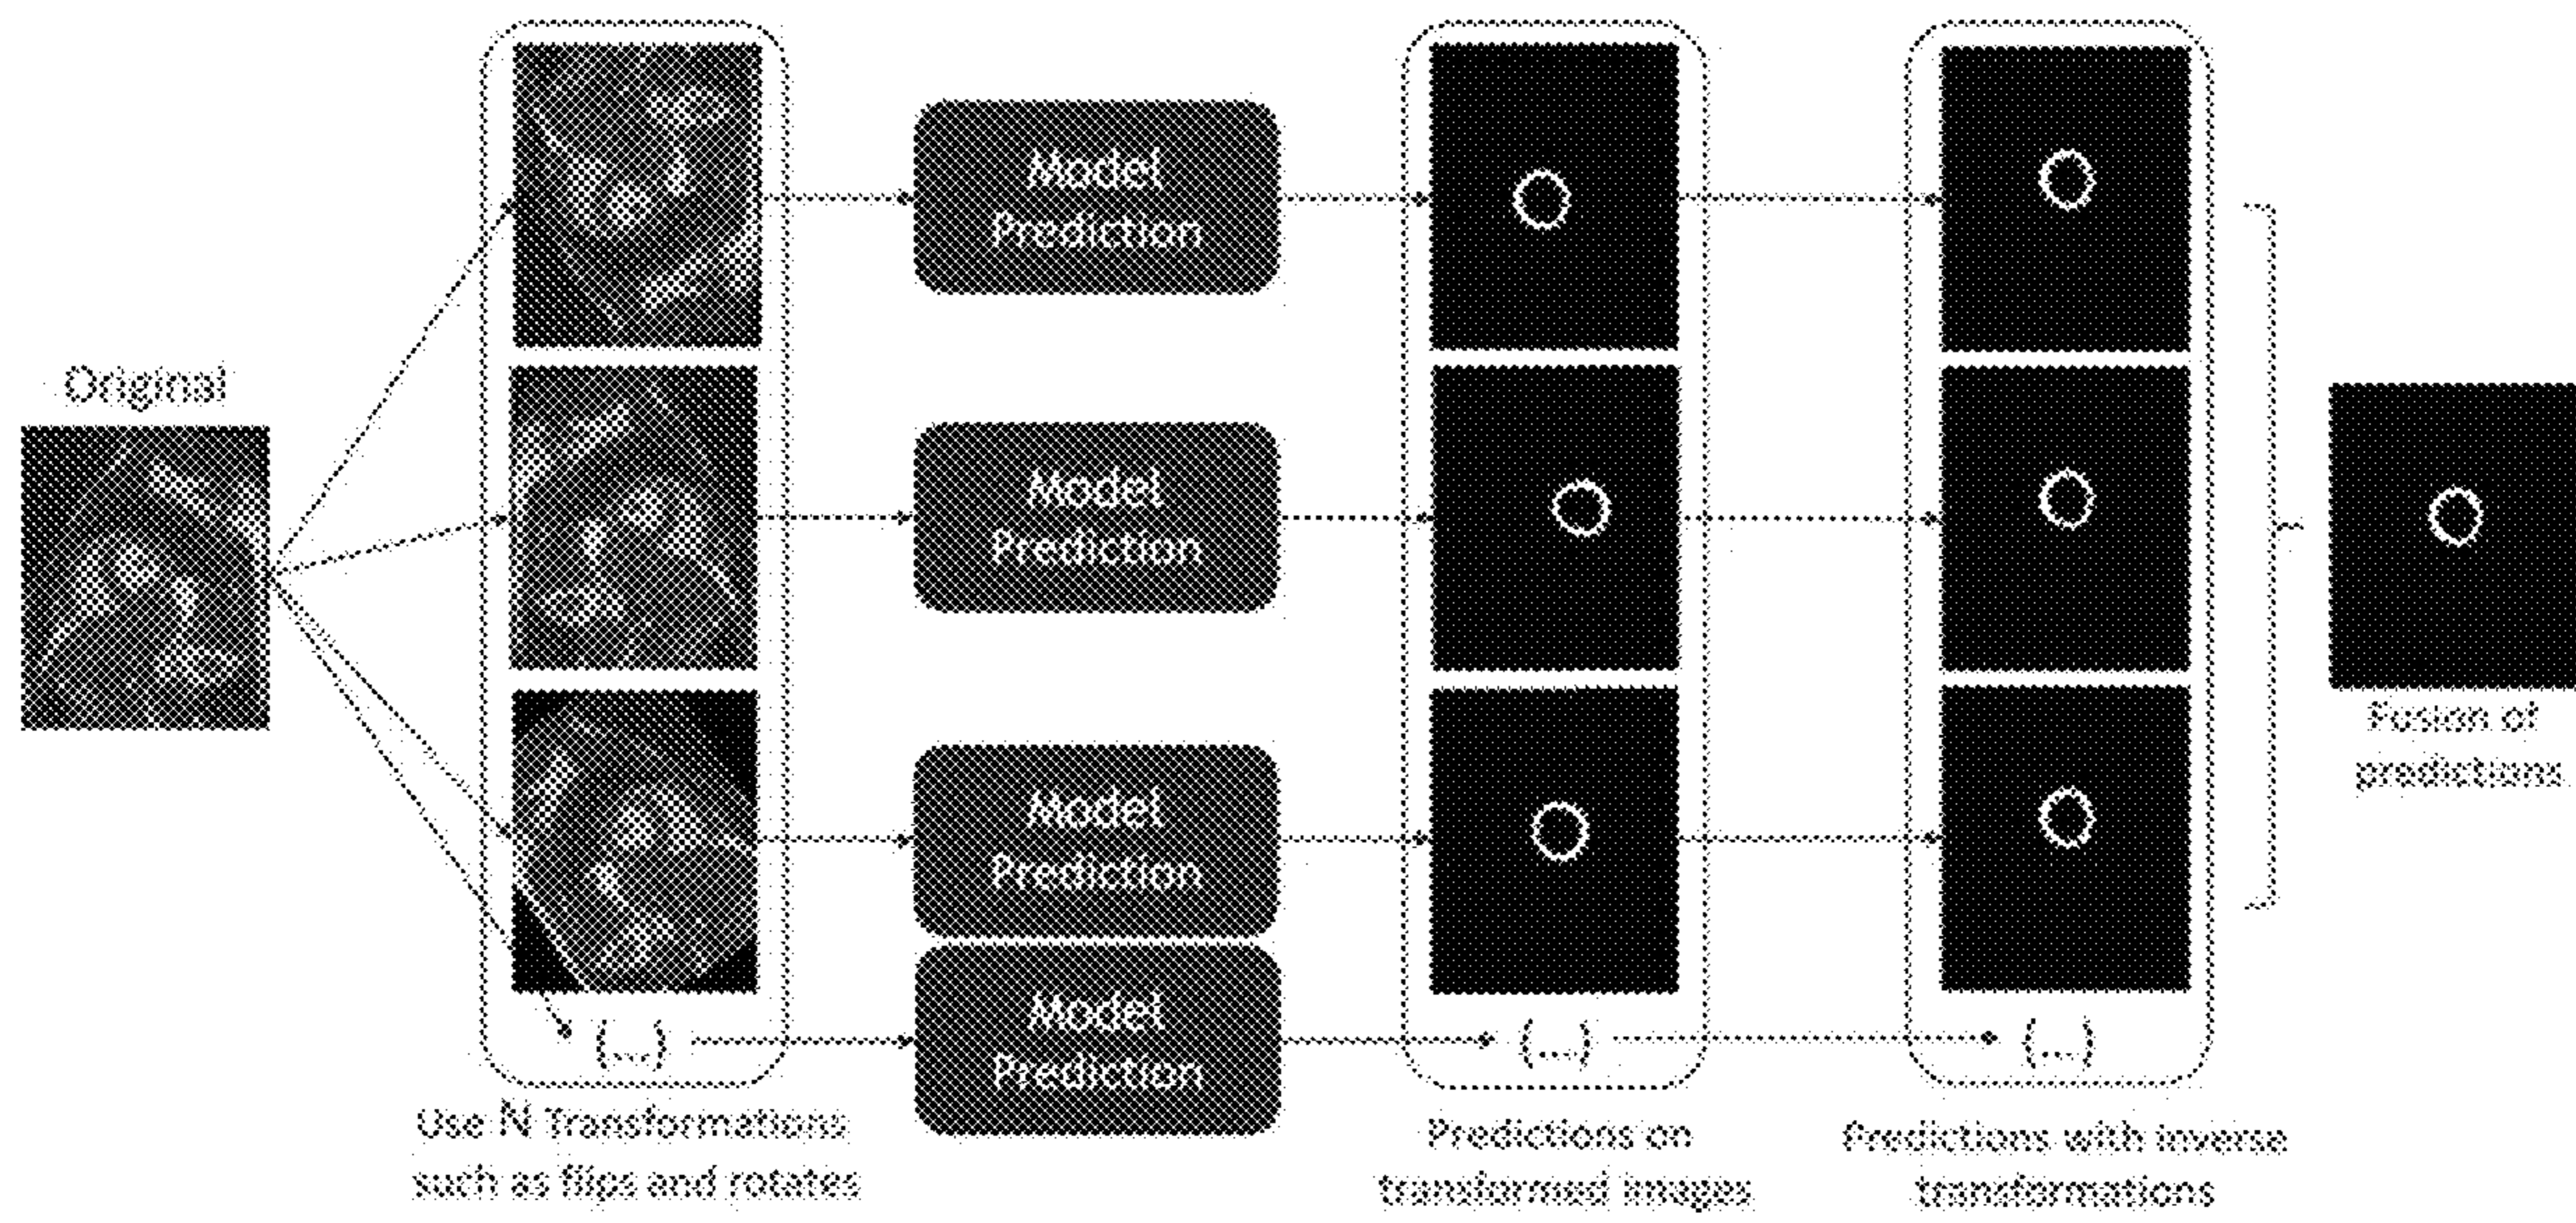 Original
Model
Prediction
Model
Prediction
Model
Prediction
Model
Prediction
(...)
(...)
(...)
Use N Transformations
such as flips and rotates
Predictions on
transformed images
Predictions with inverse
transformations
Fusion of
predictions